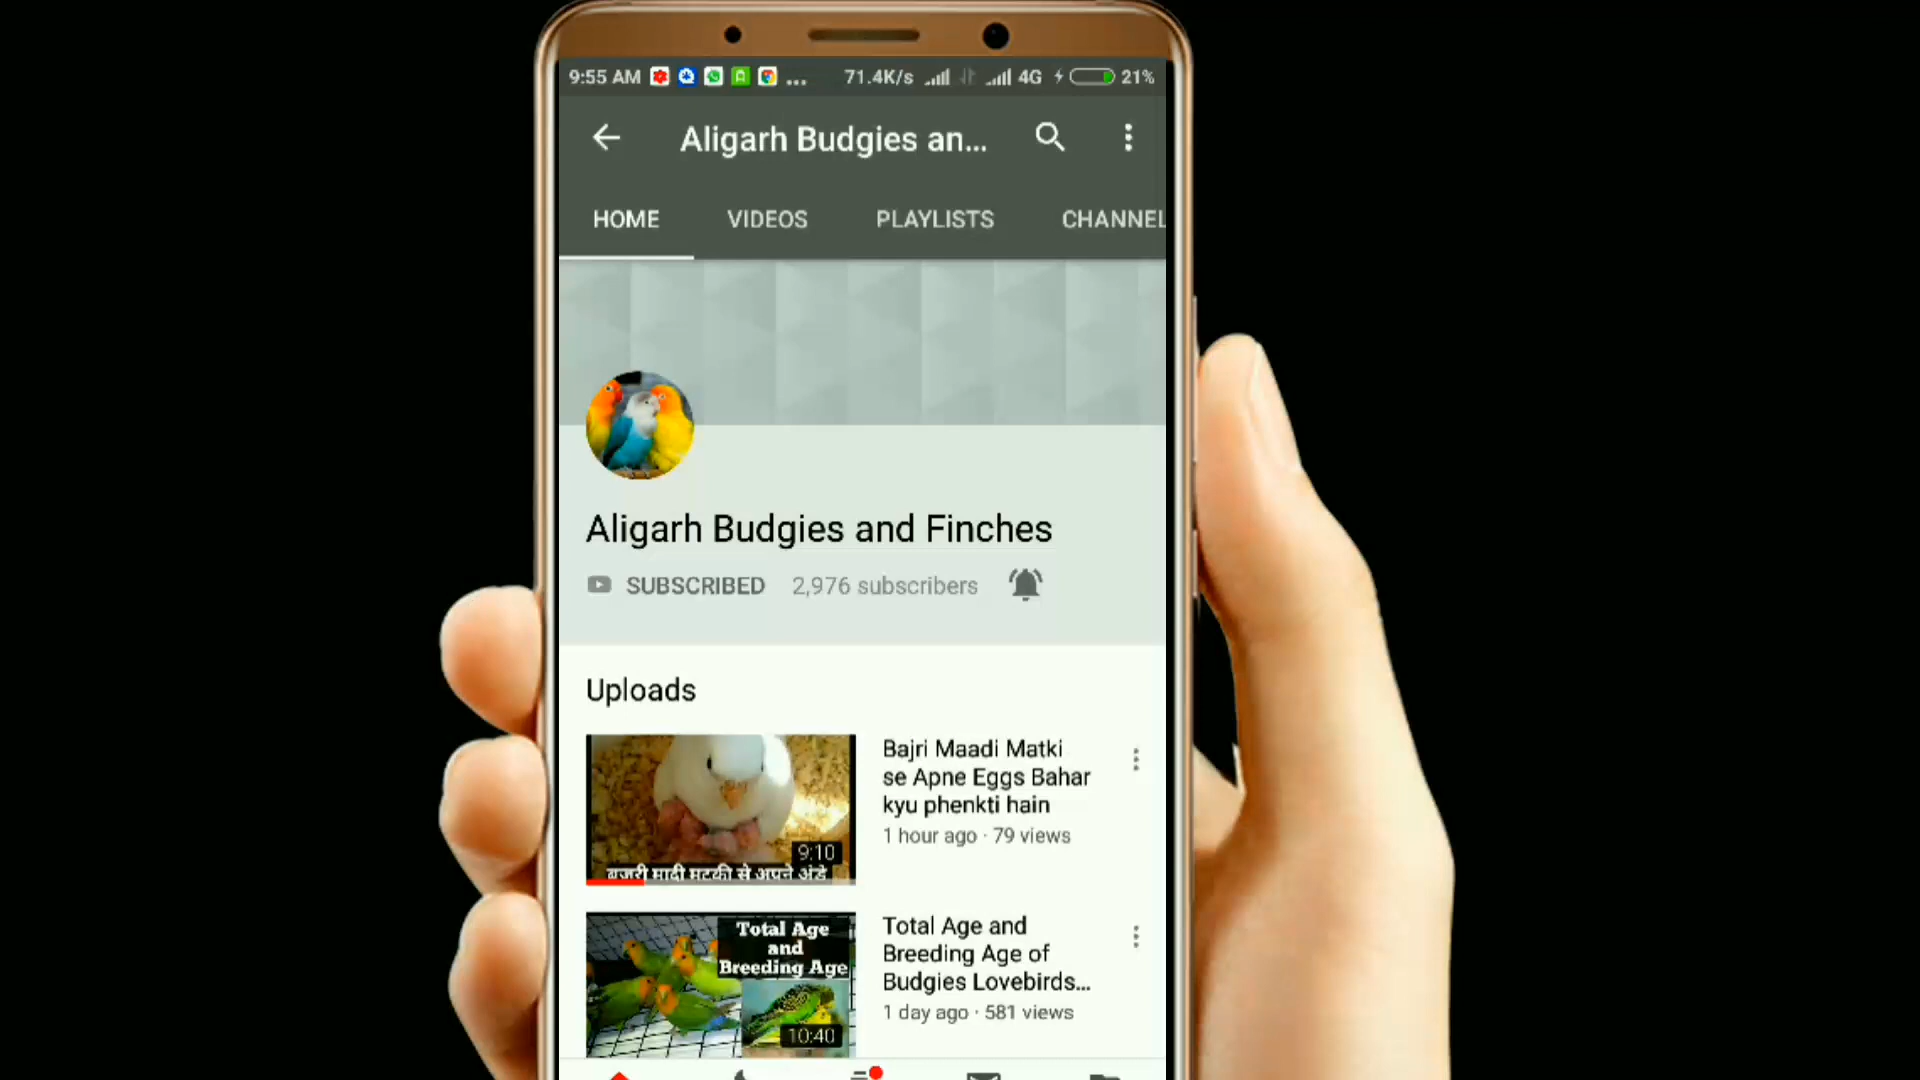 9:55 AM ... 71.4K/s 4G 21%
Aligarh Budgies an...
HOME VIDEOS PLAYLISTS CHANNEL
Aligarh Budgies and Finches
SUBSCRIBED 2,976 subscribers
Uploads
Bajri Maadi Matki
se Apne Eggs Bahar
kyu phenkti hain
1 hour ago · 79 views
9:10
बजरी मादी मटकी से अपने अंडे
Total Age and
Breeding Age of
Budgies Lovebirds...
1 day ago · 581 views
Total Age
and
Breeding Age
10:40